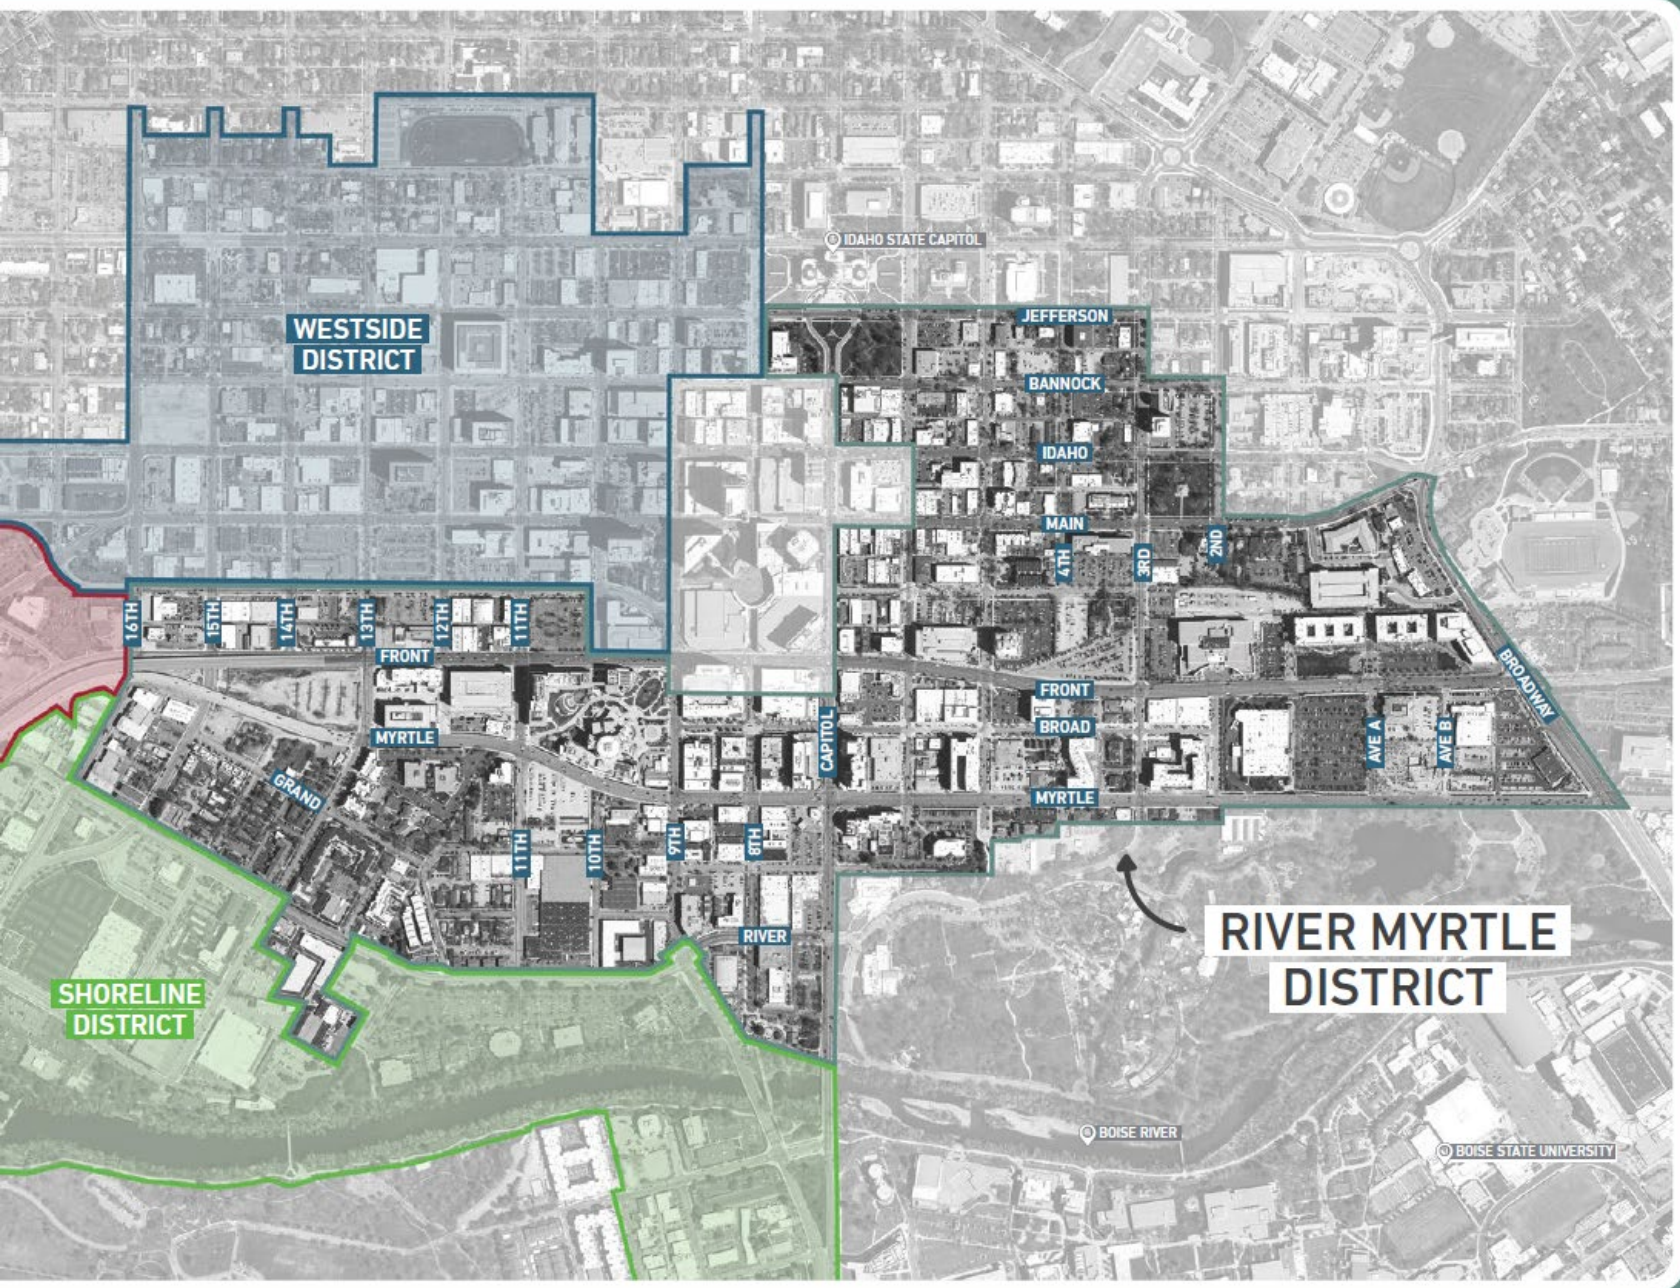 IDAHO STATE CAPITOL
JEFFERSON
WESTSIDE
DISTRICT
BANNOCK
IDAHO
MAIN
4TH
3RD
2ND
16TH
15TH
14TH
13TH
12TH
11TH
FRONT
FRONT
BROADWAY
BROAD
MYRTLE
CAPITOL
AVE A
AVE B
GRAND
MYRTLE
11TH
10TH
9TH
8TH
RIVER
RIVER MYRTLE
DISTRICT
SHORELINE
DISTRICT
BOISE RIVER
BOISE STATE UNIVERSITY